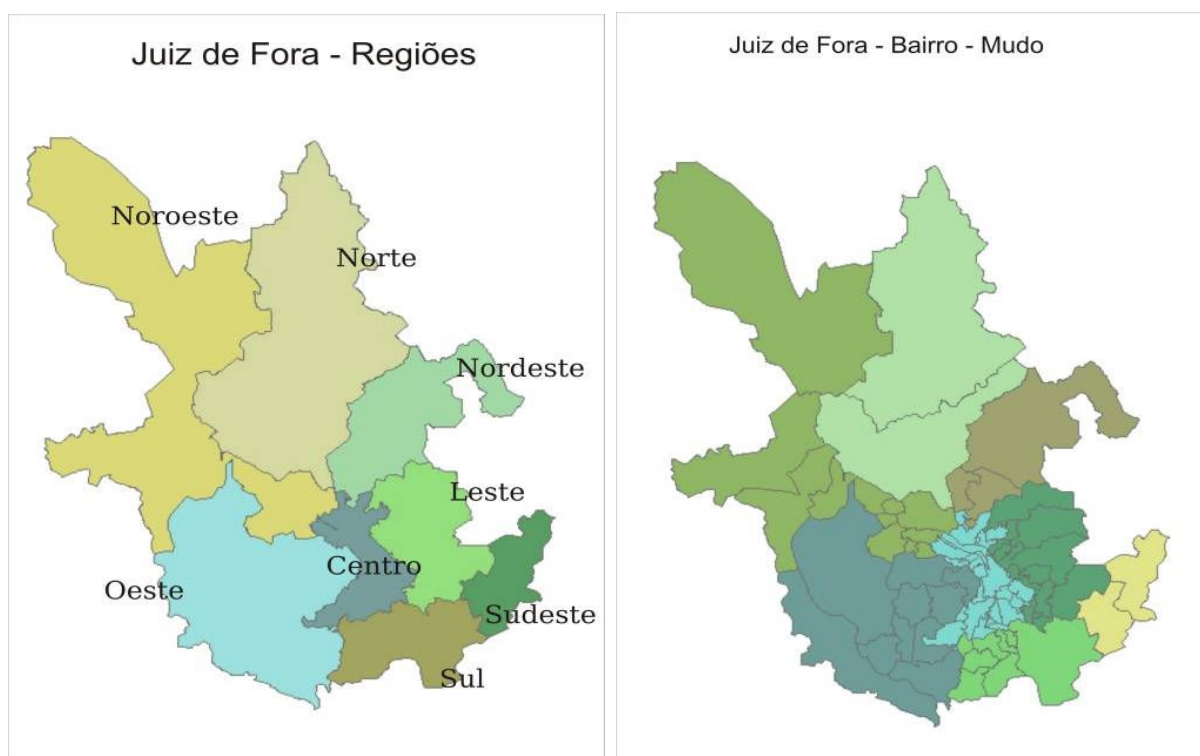 Juiz de Fora - Regiões
Noroeste
Norte
Nordeste
Leste
Centro
Oeste
Sudeste
Sul
Juiz de Fora - Bairro - Mudo